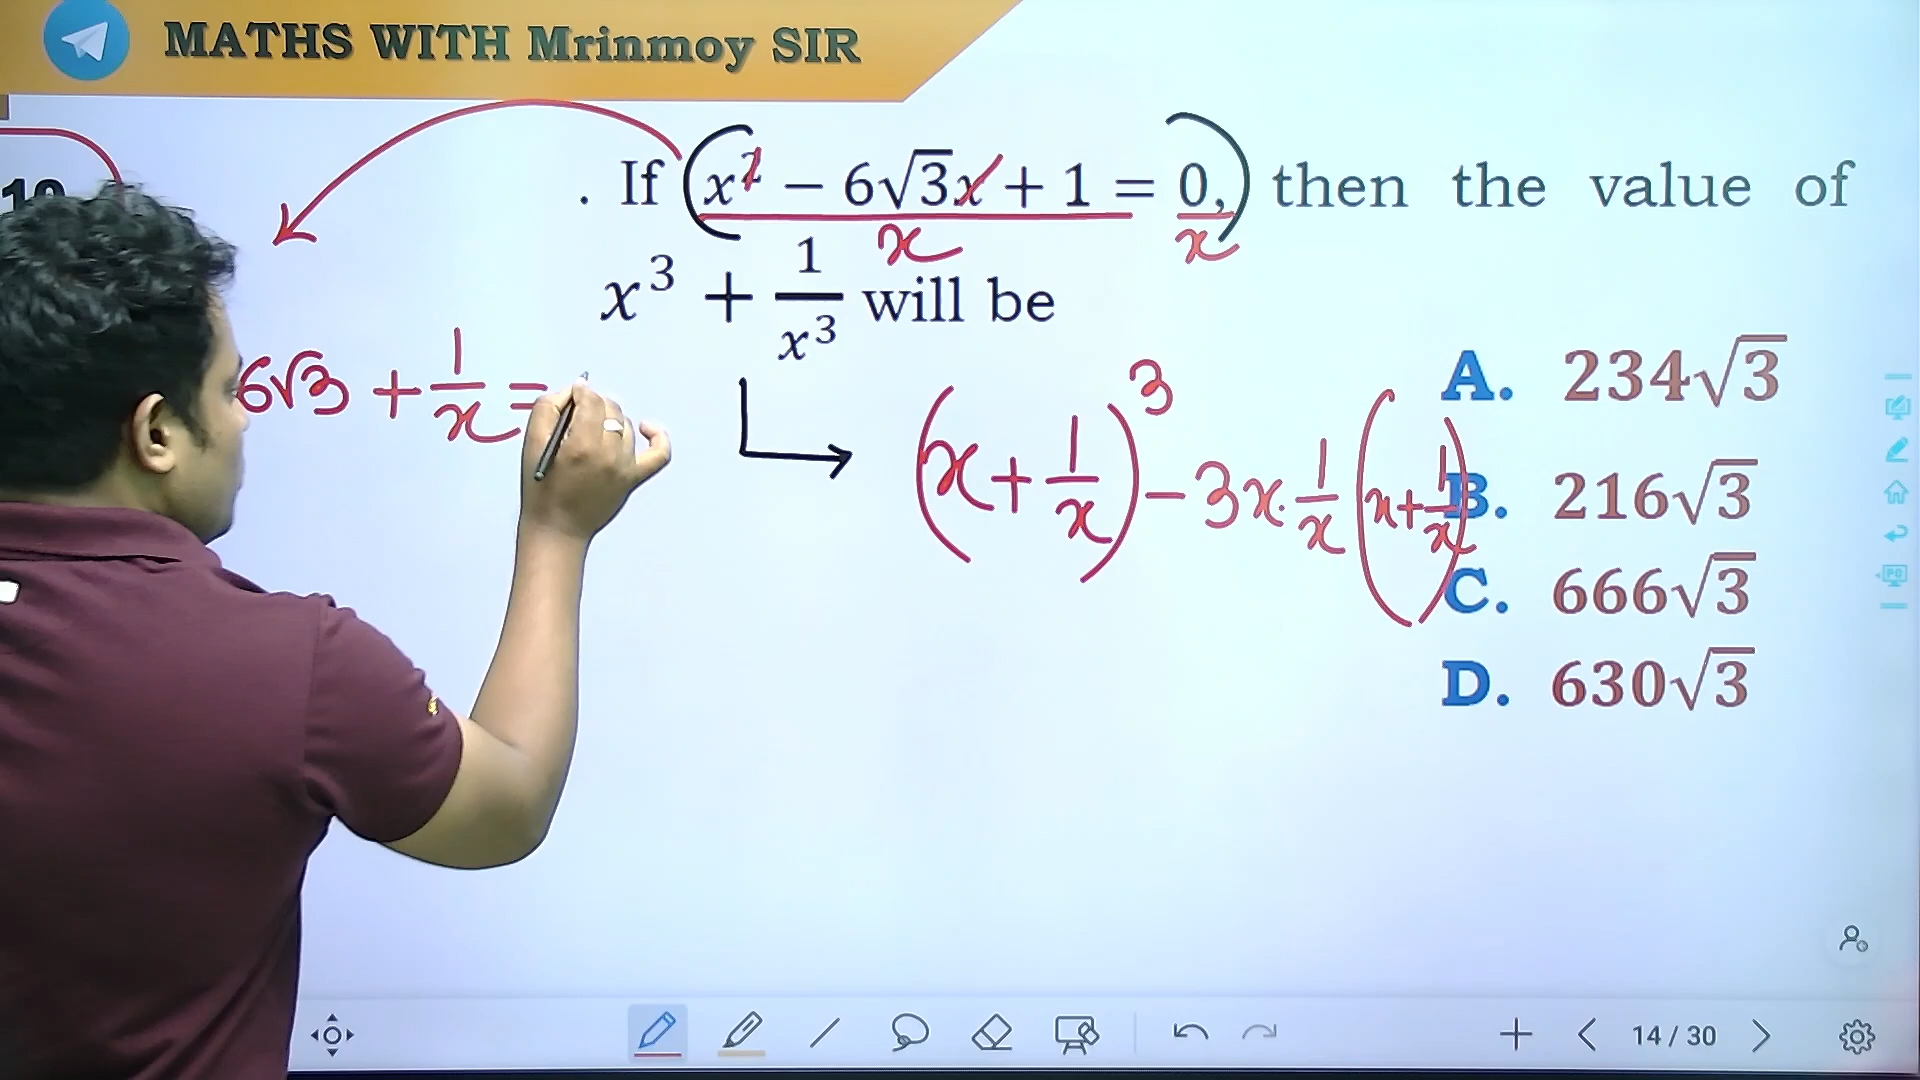 MATHS WITH Mrinmoy SIR
. If (x² − 6√3x + 1 = 0,) then the value of
x x
x³ + 1/x³ will be
6√3 + 1/x =
(x + 1/x)³ − 3x · 1/x (x + 1/x)
A. 234√3
B. 216√3
C. 666√3
D. 630√3
14 / 30